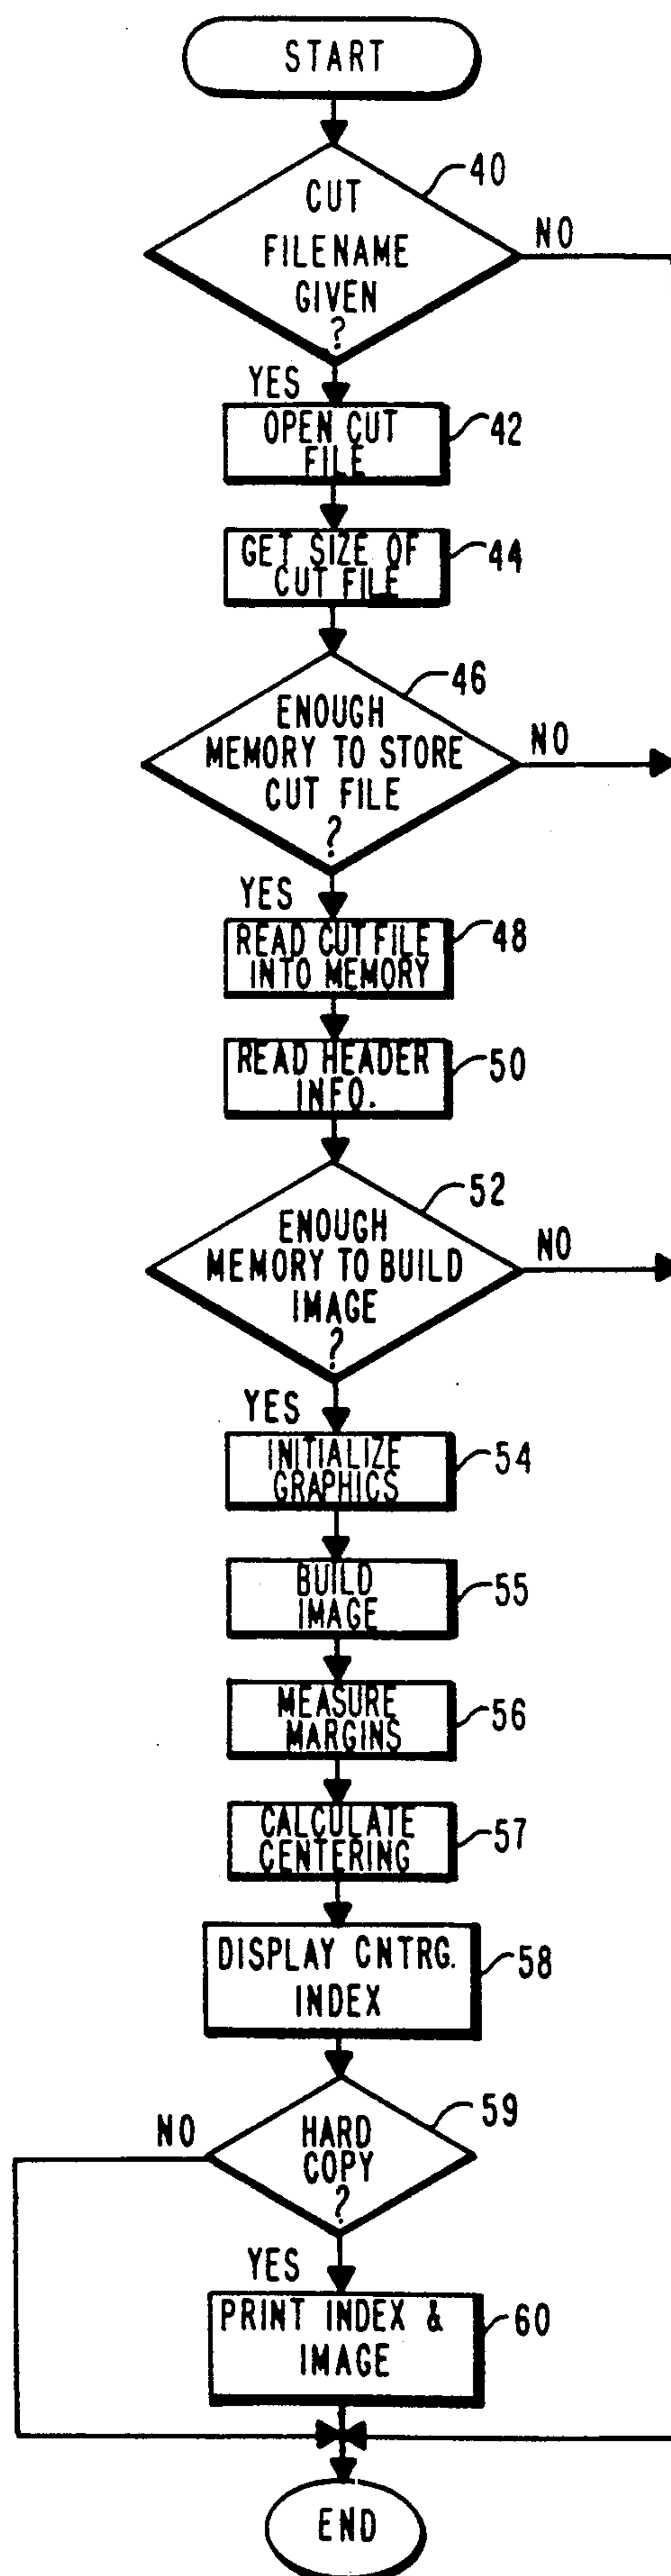 START
CUT
FILENAME
GIVEN
?
40
NO
YES
OPEN CUT
FILE
42
GET SIZE OF
CUT FILE
44
ENOUGH
MEMORY TO STORE
CUT FILE
?
46
NO
YES
READ CUT FILE
INTO MEMORY
48
READ HEADER
INFO.
50
ENOUGH
MEMORY TO BUILD
IMAGE
?
52
NO
YES
INITIALIZE
GRAPHICS
54
BUILD
IMAGE
55
MEASURE
MARGINS
56
CALCULATE
CENTERING
57
DISPLAY CNTRG.
INDEX
58
HARD
COPY
?
59
NO
YES
PRINT INDEX &
IMAGE
60
END